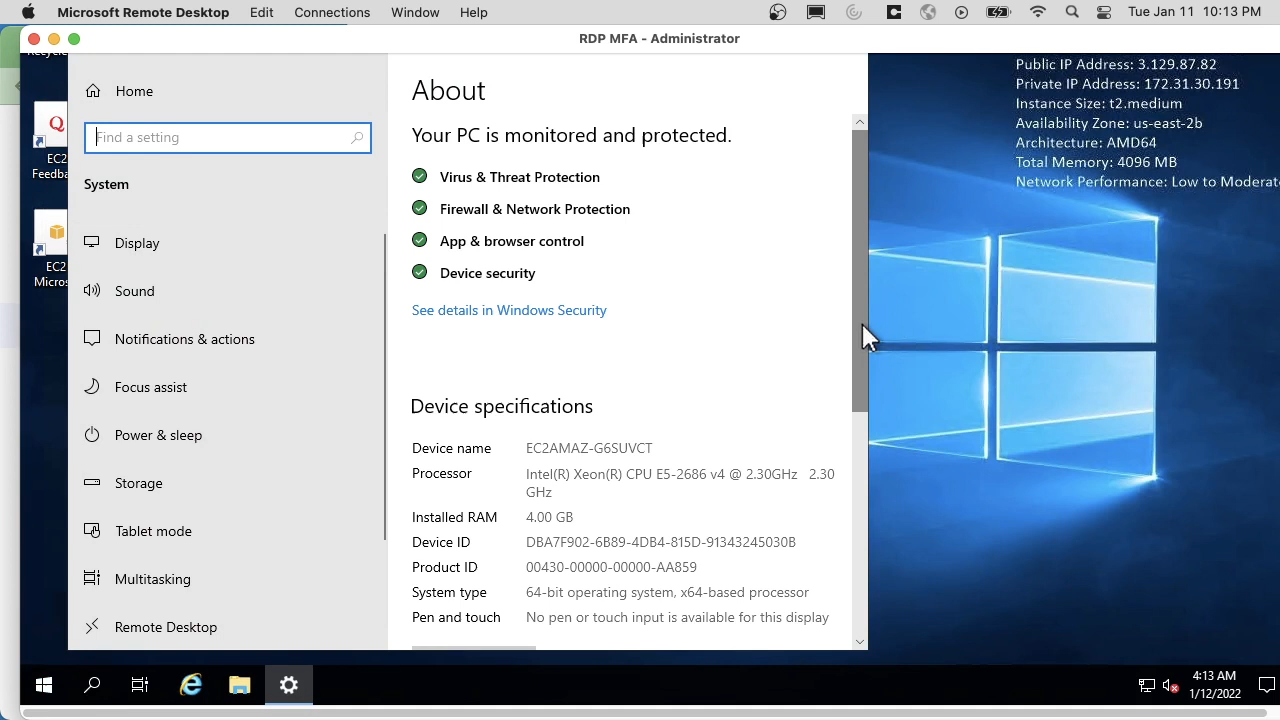 Microsoft Remote Desktop Edit Connections Window Help Tue Jan 11 10:13 PM
RDP MFA - Administrator
Home
Find a setting
System
Display
Sound
Notifications & actions
Focus assist
Power & sleep
Storage
Tablet mode
Multitasking
Remote Desktop
About
Your PC is monitored and protected.
Virus & Threat Protection
Firewall & Network Protection
App & browser control
Device security
See details in Windows Security
Device specifications
Device name EC2AMAZ-G6SUVCT
Processor Intel(R) Xeon(R) CPU E5-2686 v4 @ 2.30GHz 2.30
GHz
Installed RAM 4.00 GB
Device ID DBA7F902-6B89-4DB4-815D-91343245030B
Product ID 00430-00000-00000-AA859
System type 64-bit operating system, x64-based processor
Pen and touch No pen or touch input is available for this display
EC2
Feedba
EC2
Micros
Public IP Address: 3.129.87.82
Private IP Address: 172.31.30.191
Instance Size: t2.medium
Availability Zone: us-east-2b
Architecture: AMD64
Total Memory: 4096 MB
Network Performance: Low to Moderate
4:13 AM
1/12/2022